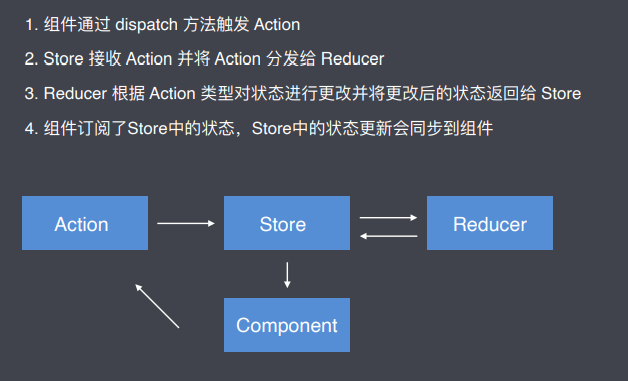 1. 组件通过 dispatch 方法触发 Action
2. Store 接收 Action 并将 Action 分发给 Reducer
3. Reducer 根据 Action 类型对状态进行更改并将更改后的状态返回给 Store
4. 组件订阅了Store中的状态，Store中的状态更新会同步到组件
Action
Store
Reducer
Component